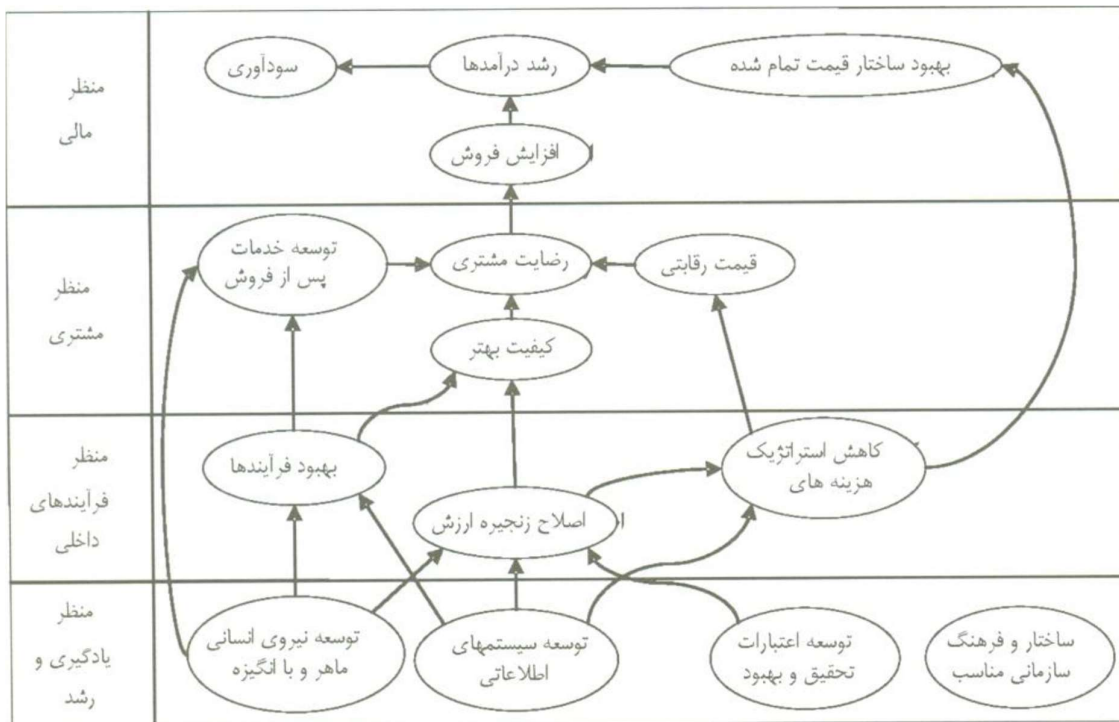 منظر
مالی
بهبود ساختار قیمت تمام شده
رشد درآمدها
سودآوری
افزایش فروش
منظر
مشتری
قیمت رقابتی
رضایت مشتری
توسعه خدمات
پس از فروش
کیفیت بهتر
منظر
فرآیندهای
داخلی
کاهش استراتژیک
هزینه های
اصلاح زنجیره ارزش
بهبود فرآیندها
منظر
یادگیری و
رشد
ساختار و فرهنگ
سازمانی مناسب
توسعه اعتبارات
تحقیق و بهبود
توسعه سیستمهای
اطلاعاتی
توسعه نیروی انسانی
ماهر و با انگیزه